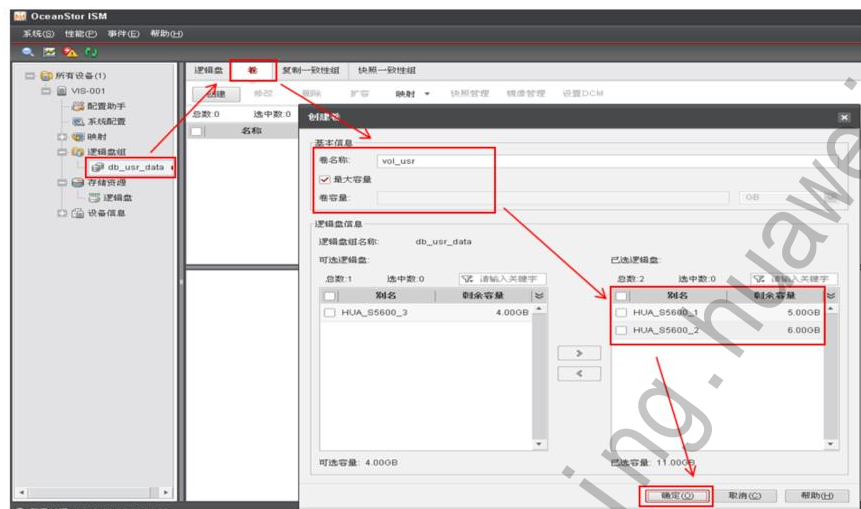 OceanStor ISM
系统(S) 性能(P) 事件(E) 帮助(H)
所有设备(1)
VIS-001
配置助手
系统配置
映射
逻辑盘组
db_usr_data
存储资源
逻辑盘
设备信息
逻辑盘 卷 复制一致性组 快照一致性组
创建 修改 删除 扩容 映射 快照管理 镜像管理 设置DCM
总数:0 选中数:0
名称
创建卷
基本信息
卷名称: vol_usr
最大容量
卷容量: GB
逻辑盘信息
逻辑盘组名称: db_usr_data
可选逻辑盘: 已选逻辑盘:
总数:1 选中数:0 请输入关键字 总数:2 选中数:0 请输入关键字
别名 剩余容量 别名 剩余容量
HUA_S5600_3 4.00GB HUA_S5600_1 5.00GB
HUA_S5600_2 6.00GB
可选容量: 4.00GB 已选容量: 11.00GB
确定(O) 取消(C) 帮助(H)
ing.huawe